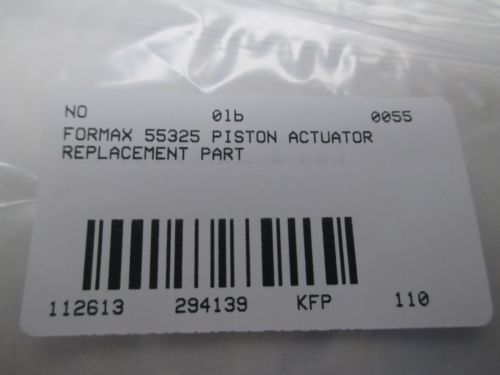 NO 01b 0055
FORMAX 55325 PISTON ACTUATOR
REPLACEMENT PART
112613 294139 KFP 110